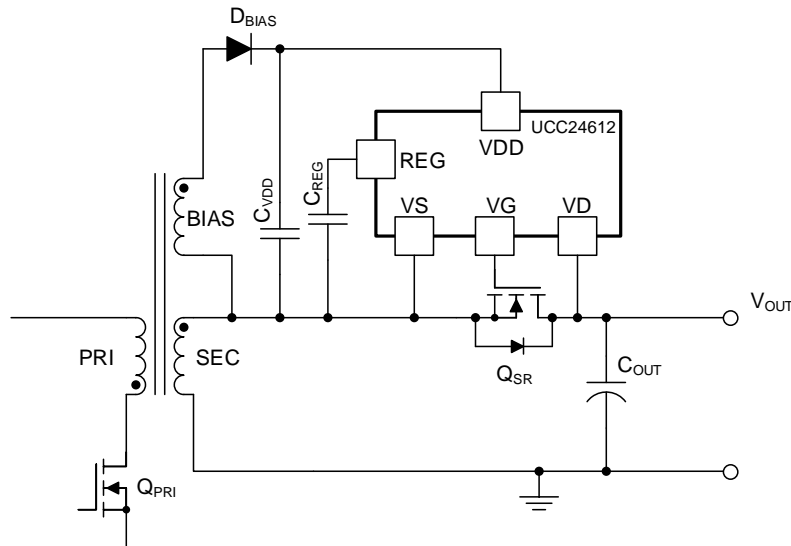 DBIAS
UCC24612
VDD
REG
CVDD
CREG
BIAS
VS
VG
VD
VOUT
PRI
SEC
QSR
COUT
QPRI